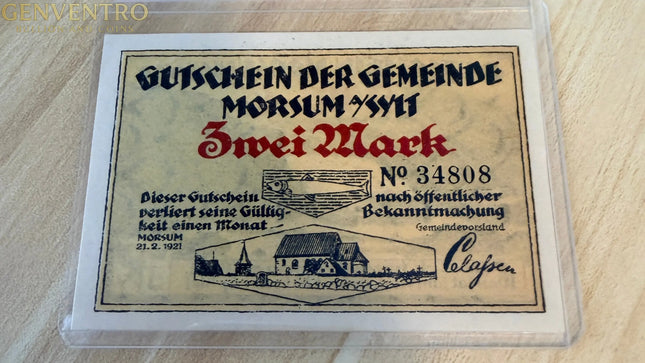 GENVENTRO
GUTSCHEIN DER GEMEINDE
MORSUM A/SYLT
Zwei Mark
No. 34808
Dieser Gutschein
verliert seine Gültig-
keit einen Monat
nach öffentlicher
Bekanntmachung
MORSUM
21.2.1921
Gemeindevorstand
Claßen